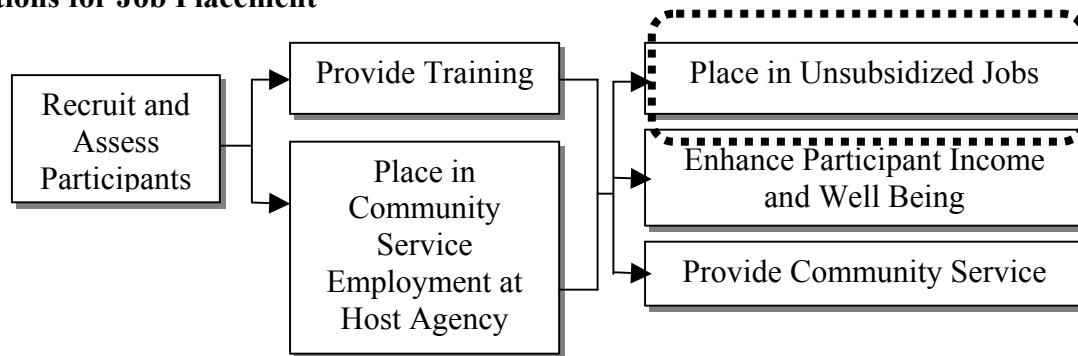 tions for Job Placement
Recruit and
Assess
Participants
Provide Training
Place in
Community
Service
Employment at
Host Agency
Place in Unsubsidized Jobs
Enhance Participant Income
and Well Being
Provide Community Service